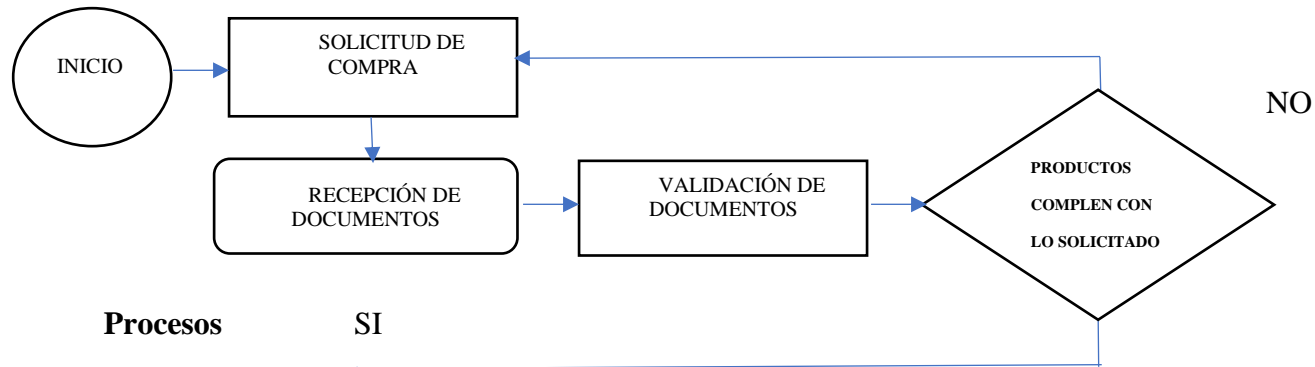 INICIO
SOLICITUD DE
COMPRA
NO
RECEPCIÓN DE
DOCUMENTOS
VALIDACIÓN DE
DOCUMENTOS
PRODUCTOS
COMPLEN CON
LO SOLICITADO
Procesos SI